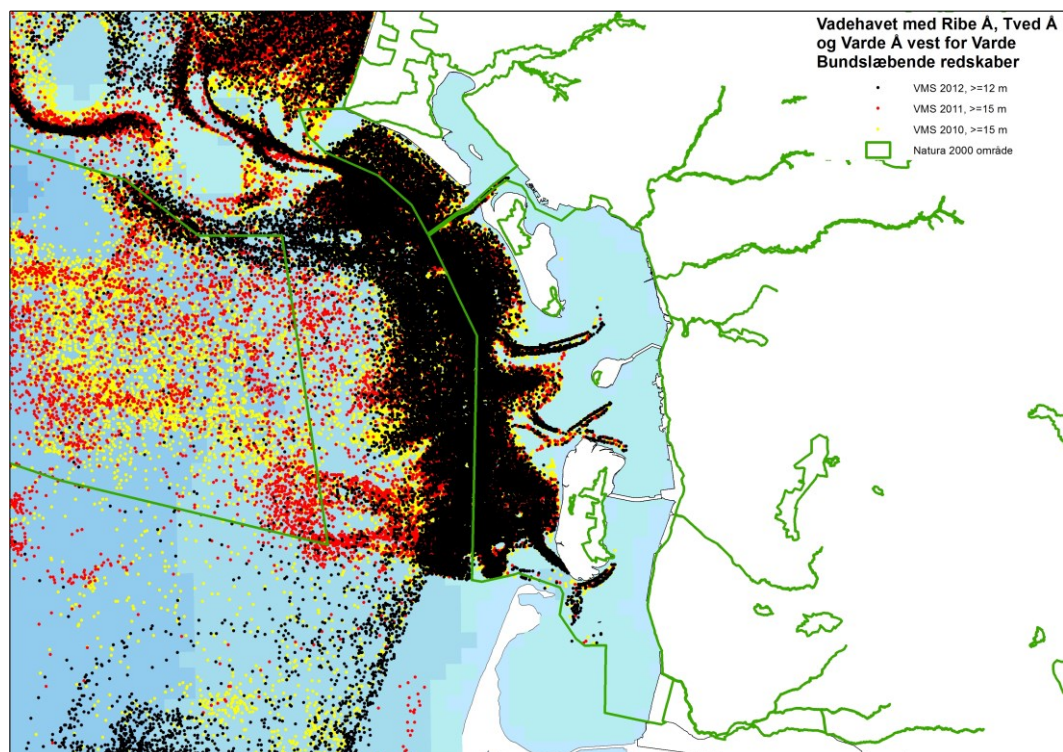 Vadehavet med Ribe Å, Tved Å
og Varde Å vest for Varde
Bundslæbende redskaber
VMS 2012, >=12 m
VMS 2011, >=15 m
VMS 2010, >=15 m
Natura 2000 område